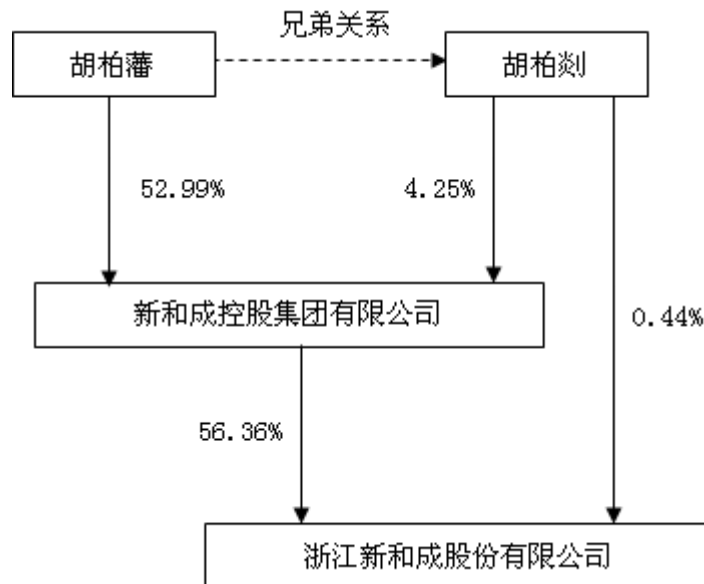 兄弟关系
胡柏藩
胡柏剡
52.99%
4.25%
新和成控股集团有限公司
0.44%
56.36%
浙江新和成股份有限公司